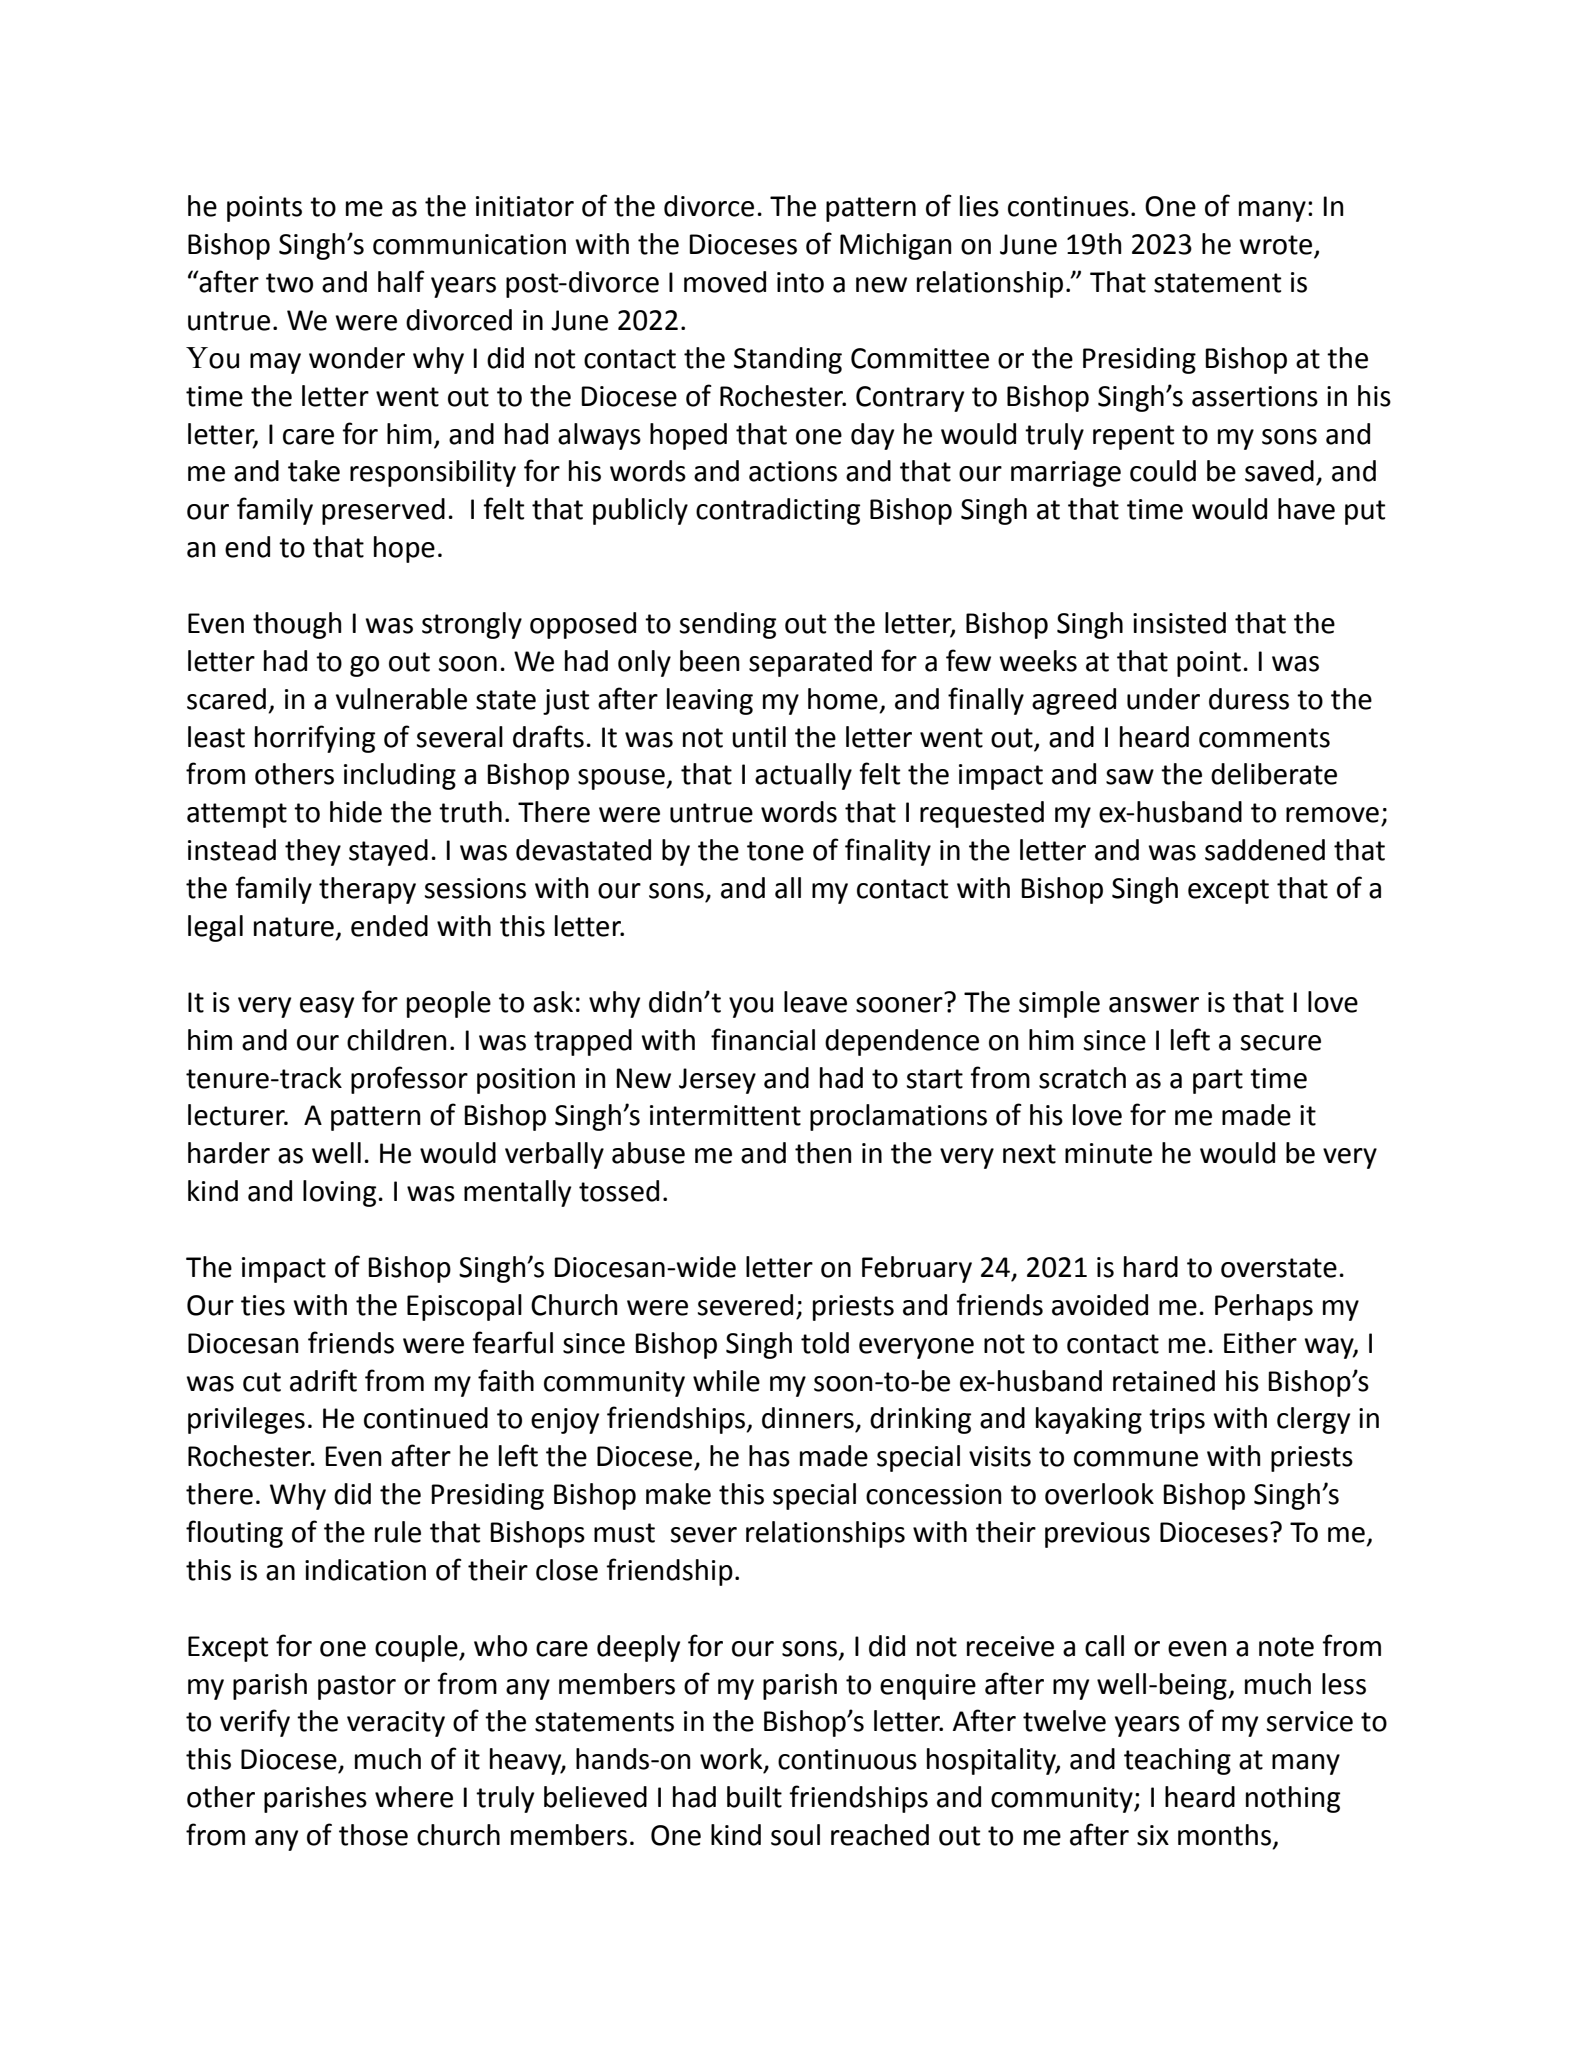 he points to me as the initiator of the divorce. The pattern of lies continues. One of many: In
Bishop Singh’s communication with the Dioceses of Michigan on June 19th 2023 he wrote,
“after two and half years post-divorce I moved into a new relationship.” That statement is
untrue. We were divorced in June 2022.
You may wonder why I did not contact the Standing Committee or the Presiding Bishop at the
time the letter went out to the Diocese of Rochester. Contrary to Bishop Singh’s assertions in his
letter, I care for him, and had always hoped that one day he would truly repent to my sons and
me and take responsibility for his words and actions and that our marriage could be saved, and
our family preserved.  I felt that publicly contradicting Bishop Singh at that time would have put
an end to that hope.

Even though I was strongly opposed to sending out the letter, Bishop Singh insisted that the
letter had to go out soon. We had only been separated for a few weeks at that point. I was
scared, in a vulnerable state just after leaving my home, and finally agreed under duress to the
least horrifying of several drafts. It was not until the letter went out, and I heard comments
from others including a Bishop spouse, that I actually felt the impact and saw the deliberate
attempt to hide the truth. There were untrue words that I requested my ex-husband to remove;
instead they stayed. I was devastated by the tone of finality in the letter and was saddened that
the family therapy sessions with our sons, and all my contact with Bishop Singh except that of a
legal nature, ended with this letter.

It is very easy for people to ask: why didn’t you leave sooner? The simple answer is that I love
him and our children. I was trapped with  financial dependence on him since I left a secure
tenure-track professor position in New Jersey and had to start from scratch as a part time
lecturer.  A pattern of Bishop Singh’s intermittent proclamations of his love for me made it
harder as well. He would verbally abuse me and then in the very next minute he would be very
kind and loving. I was mentally tossed.

The impact of Bishop Singh’s Diocesan-wide letter on February 24, 2021 is hard to overstate.
Our ties with the Episcopal Church were severed; priests and friends avoided me. Perhaps my
Diocesan friends were fearful since Bishop Singh told everyone not to contact me. Either way, I
was cut adrift from my faith community while my soon-to-be ex-husband retained his Bishop’s
privileges. He continued to enjoy friendships, dinners, drinking and kayaking trips with clergy in
Rochester. Even after he left the Diocese, he has made special visits to commune with priests
there. Why did the Presiding Bishop make this special concession to overlook Bishop Singh’s
flouting of the rule that Bishops must  sever relationships with their previous Dioceses? To me,
this is an indication of their close friendship.

Except for one couple, who care deeply for our sons, I did not receive a call or even a note from
my parish pastor or from any members of my parish to enquire after my well-being, much less
to verify the veracity of the statements in the Bishop’s letter. After twelve years of my service to
this Diocese, much of it heavy, hands-on work, continuous hospitality, and teaching at many
other parishes where I truly believed I had built friendships and community; I heard nothing
from any of those church members.  One kind soul reached out to me after six months,